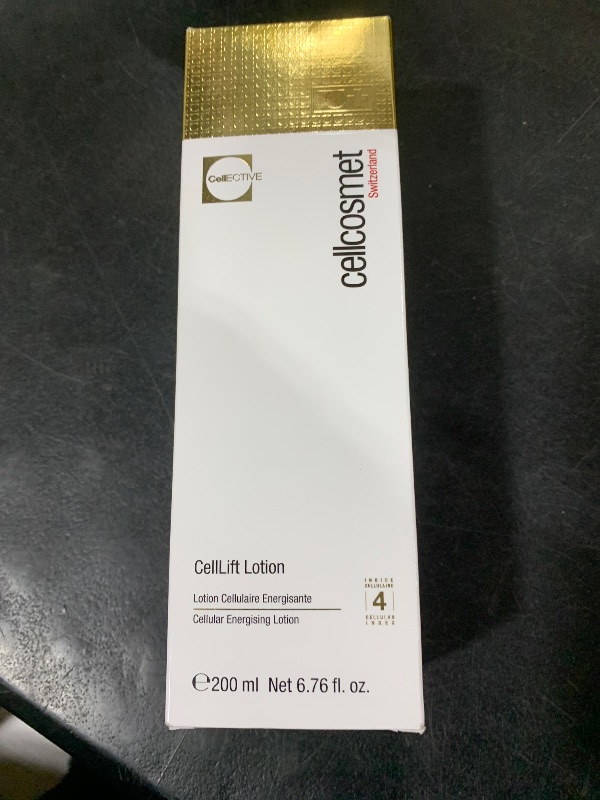 CellECTIVE
cellcosmet
Switzerland
CellLift Lotion
Lotion Cellulaire Energisante
Cellular Energising Lotion
INDICE
CELLULAIRE
4
CELLULAR
INDEX
℮200 ml Net 6.76 fl. oz.